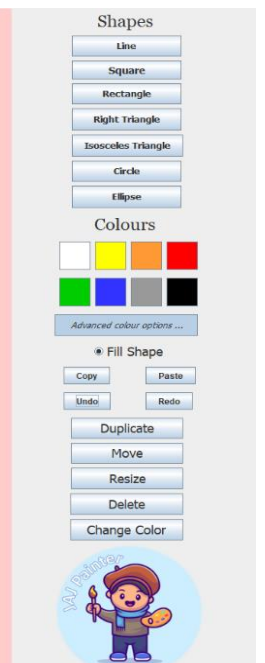 Shapes
Line
Square
Rectangle
Right Triangle
Isosceles Triangle
Circle
Ellipse
Colours
Advanced colour options ...
Fill Shape
Copy Paste
Undo Redo
Duplicate
Move
Resize
Delete
Change Color
Painter